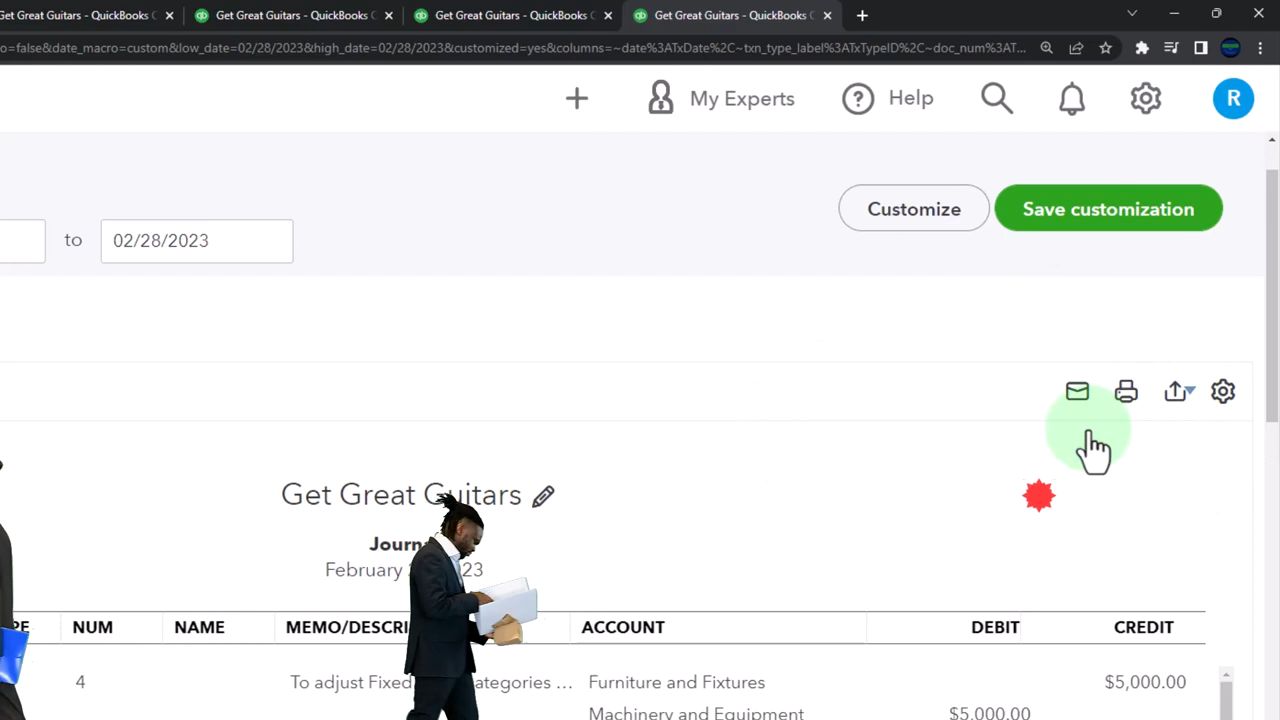 Get Great Guitars - QuickBooks C
Get Great Guitars - QuickBooks C
Get Great Guitars - QuickBooks C
Get Great Guitars - QuickBooks C
o=false&date_macro=custom&low_date=02/28/2023&high_date=02/28/2023&customized=yes&columns=~date%3ATxDate%2C~txn_type_label%3ATxTypeID%2C~doc_num%3AT...
My Experts
Help
R
to
02/28/2023
Customize
Save customization
Get Great Guitars
Journ
February 23
PE NUM NAME MEMO/DESCRI ACCOUNT DEBIT CREDIT
4 To adjust Fixed ategories ... Furniture and Fixtures $5,000.00
Machinery and Equipment $5,000.00